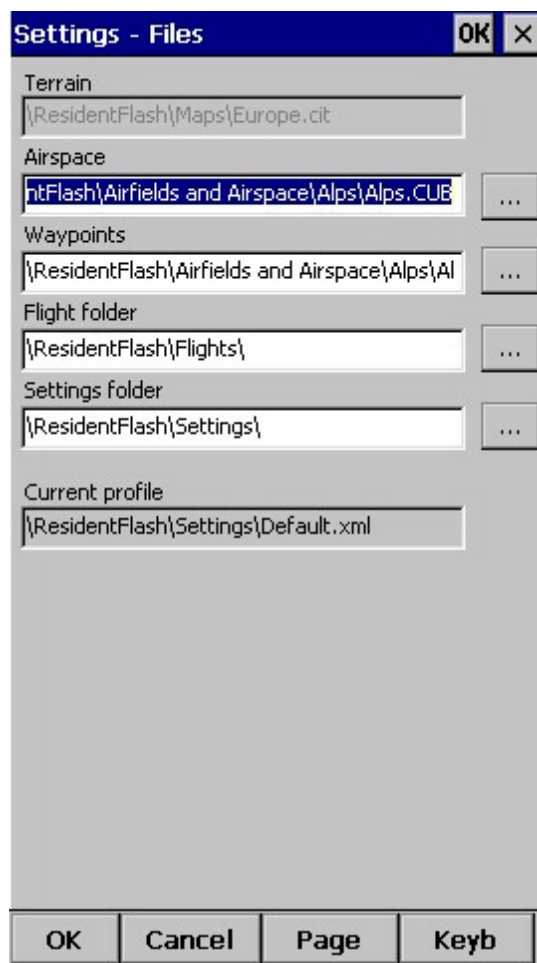 Settings - Files OK ×
Terrain
\ResidentFlash\Maps\Europe.cit
Airspace
ntFlash\Airfields and Airspace\Alps\Alps.CUB ...
Waypoints
\ResidentFlash\Airfields and Airspace\Alps\Al ...
Flight folder
\ResidentFlash\Flights\ ...
Settings folder
\ResidentFlash\Settings\ ...
Current profile
\ResidentFlash\Settings\Default.xml
OK Cancel Page Keyb